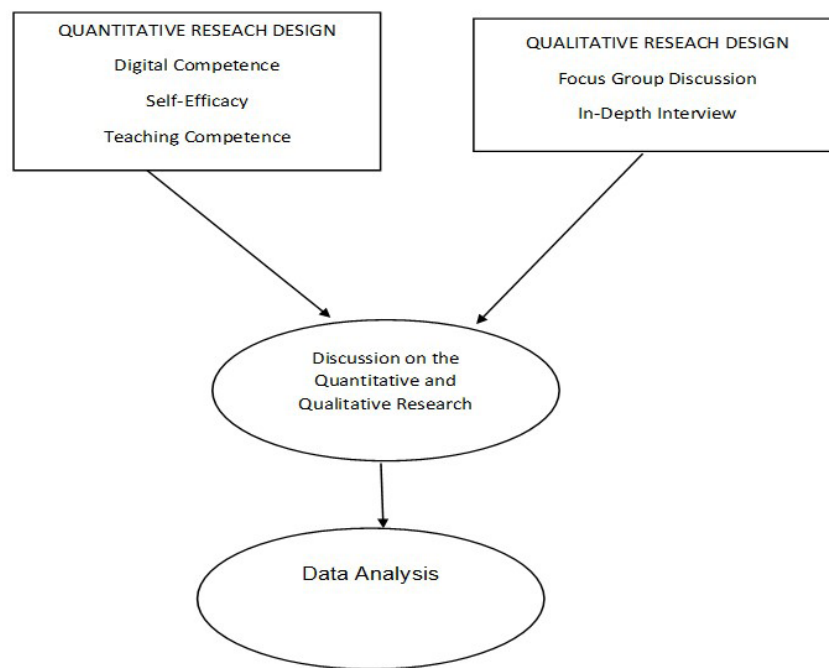 QUANTITATIVE RESEACH DESIGN
Digital Competence
Self-Efficacy
Teaching Competence
QUALITATIVE RESEACH DESIGN
Focus Group Discussion
In-Depth Interview
Discussion on the
Quantitative and
Qualitative Research
Data Analysis